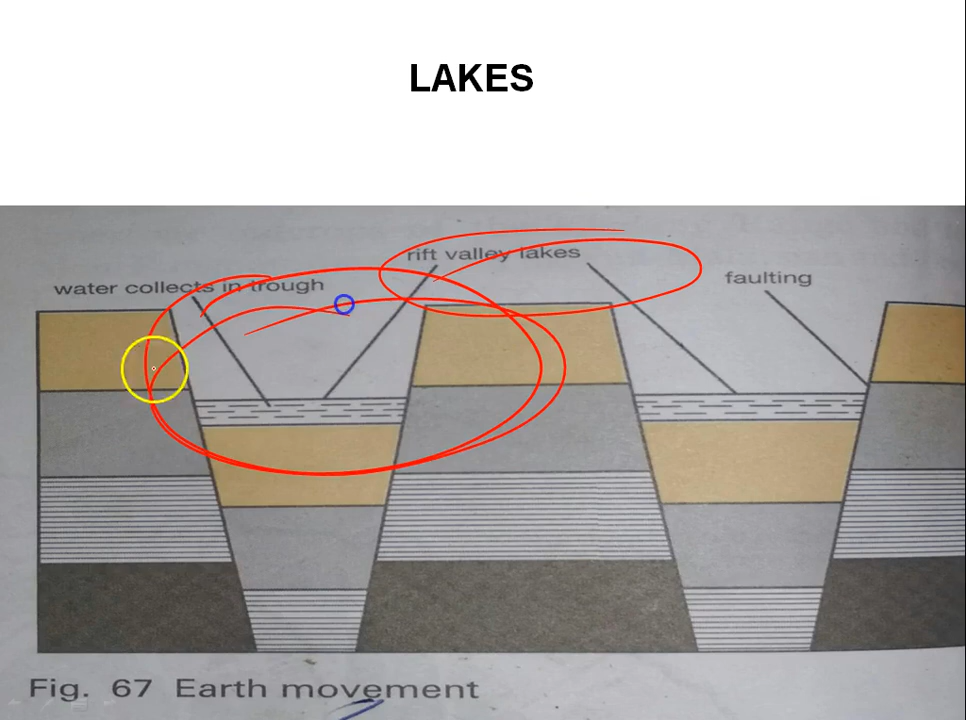 LAKES
rift valley lakes
water collects in trough
faulting
Fig. 67 Earth movement